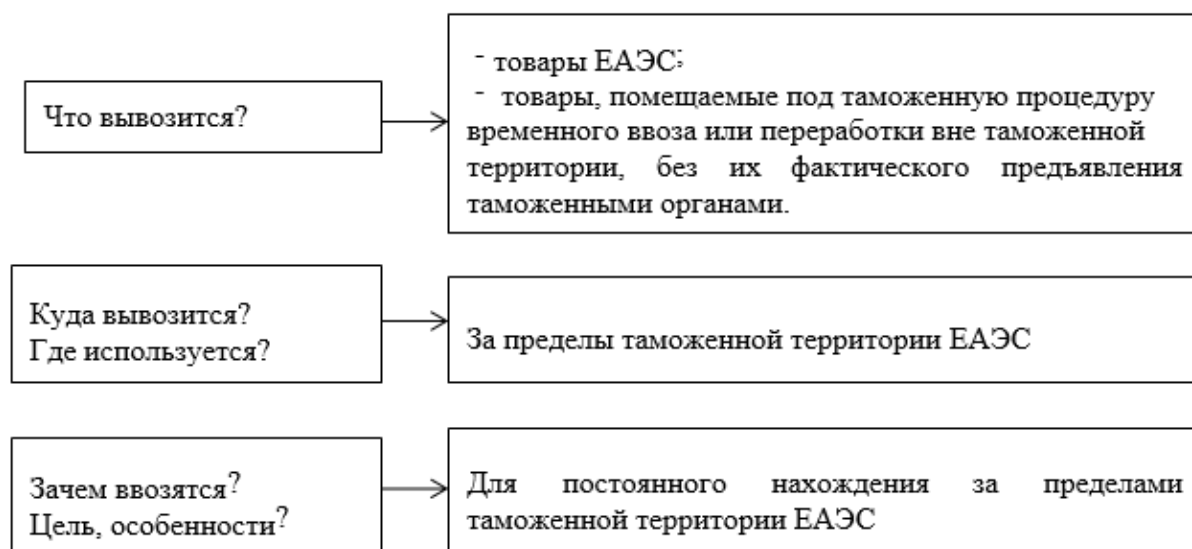 Что вывозится?
- товары ЕАЭС;
- товары, помещаемые под таможенную процедуру
временного ввоза или переработки вне таможенной
территории, без их фактического предъявления
таможенными органами.
Куда вывозится?
Где используется?
За пределы таможенной территории ЕАЭС
Зачем ввозятся?
Цель, особенности?
Для постоянного нахождения за пределами
таможенной территории ЕАЭС